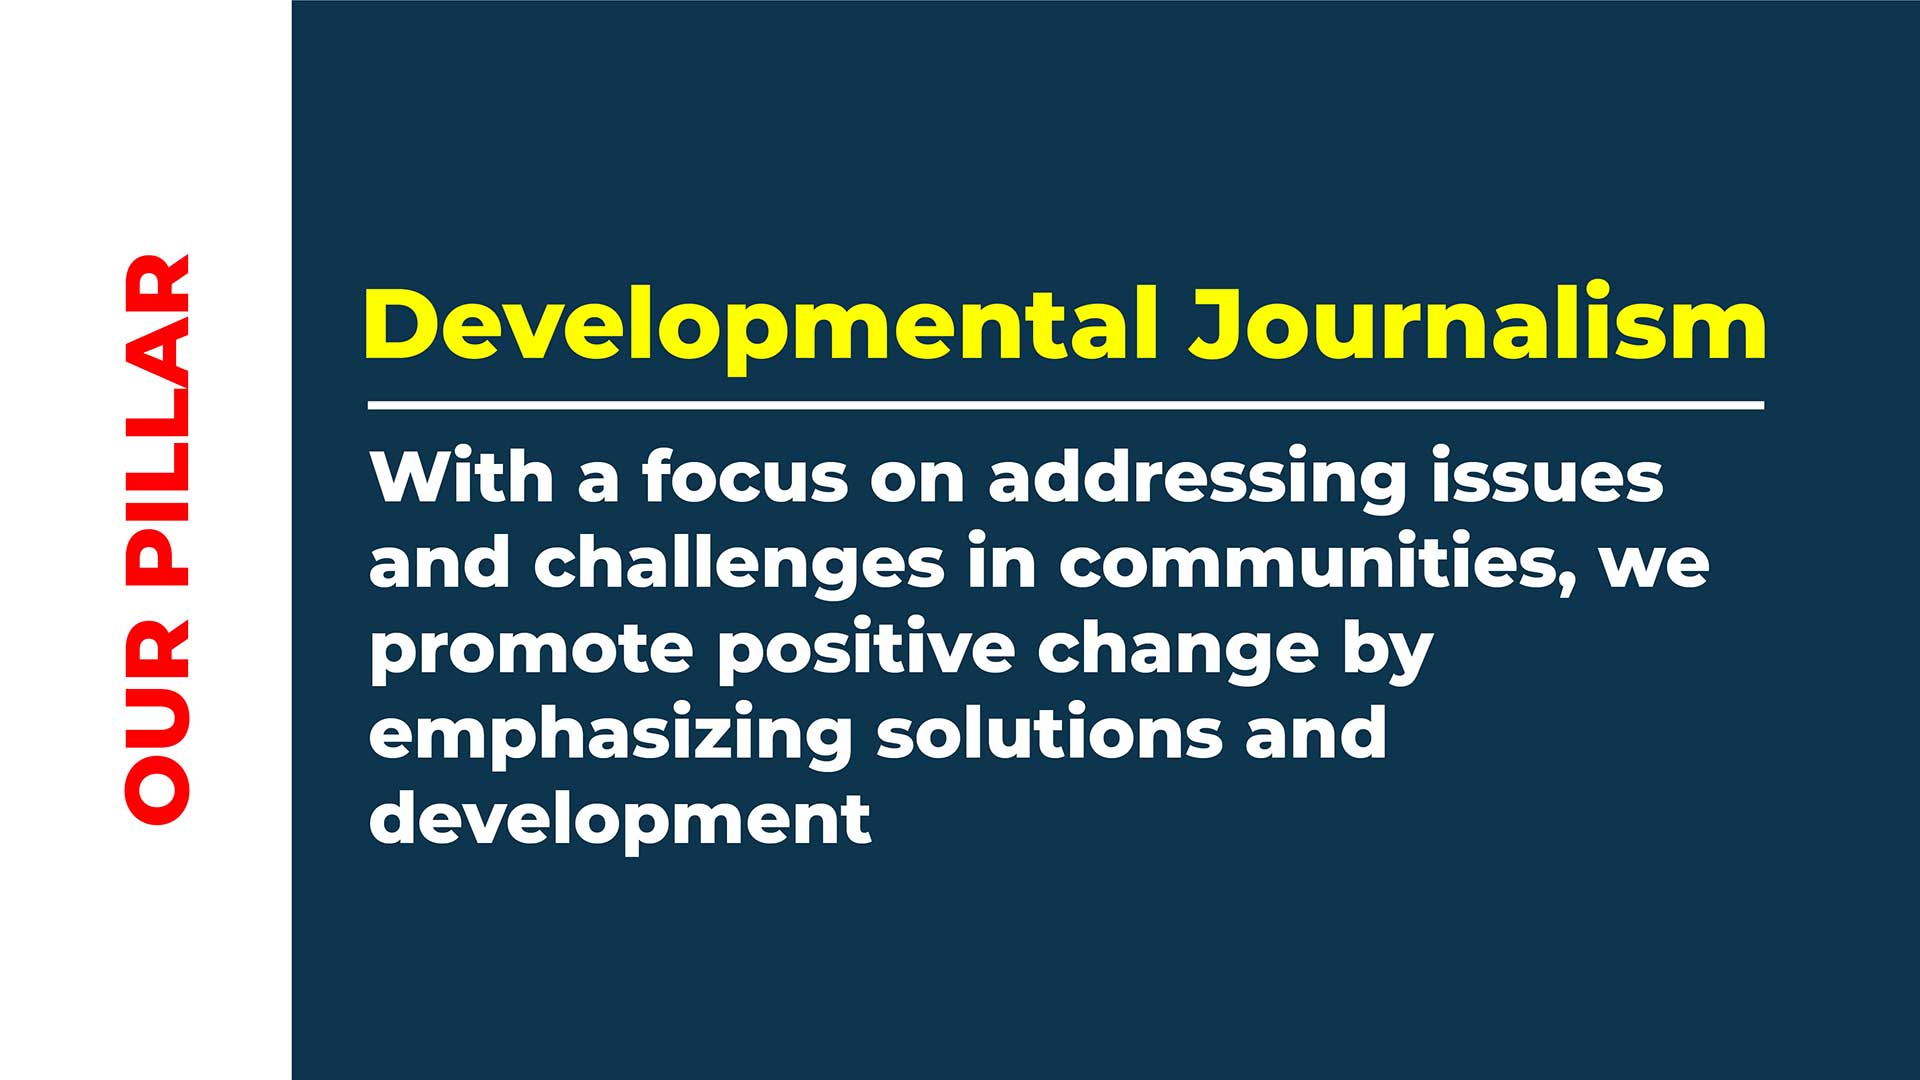 OUR PILLAR
Developmental Journalism
With a focus on addressing issues
and challenges in communities, we
promote positive change by
emphasizing solutions and
development